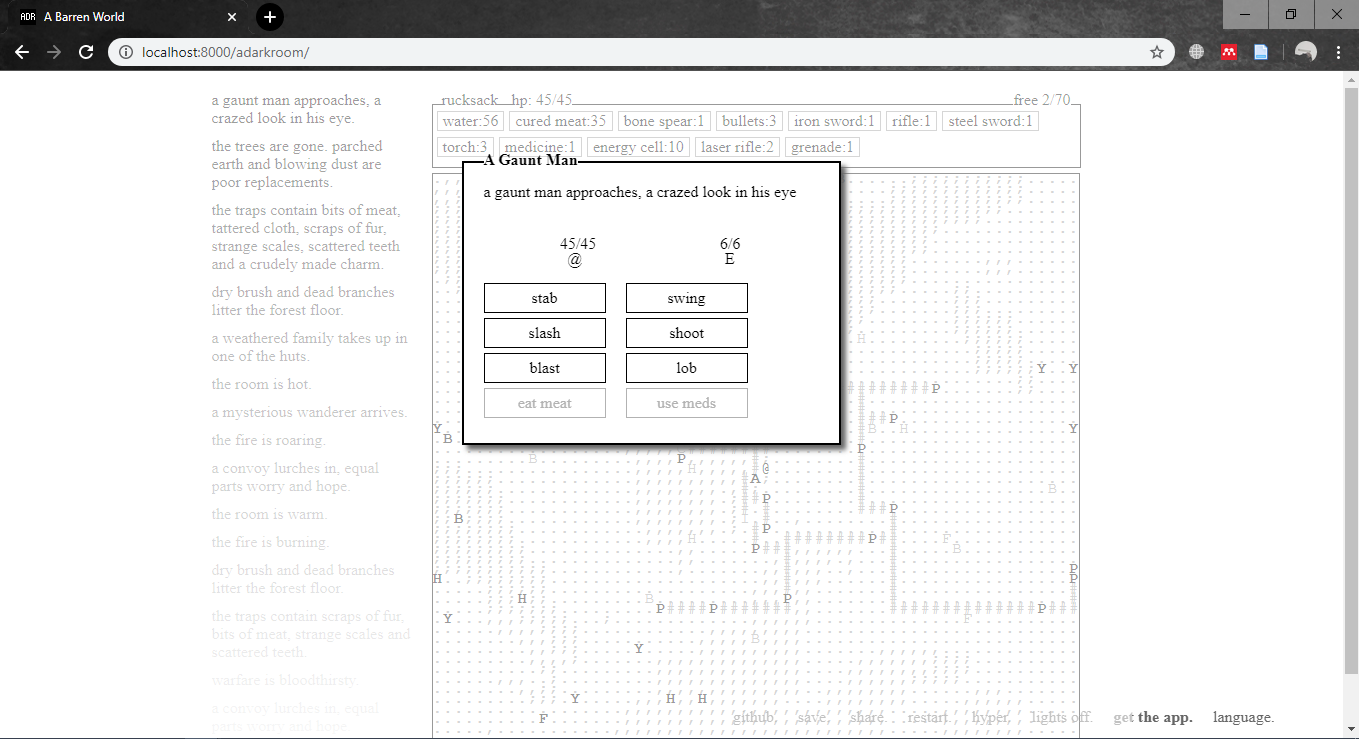 A Barren World
localhost:8000/adarkroom/
a gaunt man approaches, a
crazed look in his eye.
the trees are gone. parched
earth and blowing dust are
poor replacements.
the traps contain bits of meat,
tattered cloth, scraps of fur,
strange scales, scattered teeth
and a crudely made charm.
dry brush and dead branches
litter the forest floor.
a weathered family takes up in
one of the huts.
the room is hot.
a mysterious wanderer arrives.
the fire is roaring.
a convoy lurches in, equal
parts worry and hope.
the room is warm.
the fire is burning.
dry brush and dead branches
litter the forest floor.
the traps contain scraps of fur,
bits of meat, strange scales and
scattered teeth.
warfare is bloodthirsty.
a convoy lurches in, equal
parts worry and hope.
rucksack hp: 45/45 free 2/70
water:56 cured meat:35 bone spear:1 bullets:3 iron sword:1 rifle:1 steel sword:1
torch:3 medicine:1 energy cell:10 laser rifle:2 grenade:1
A Gaunt Man
a gaunt man approaches, a crazed look in his eye
45/45 6/6
@ E
stab swing
slash shoot
blast lob
eat meat use meds
github. save. share. restart. hyper. lights off. get the app. language.